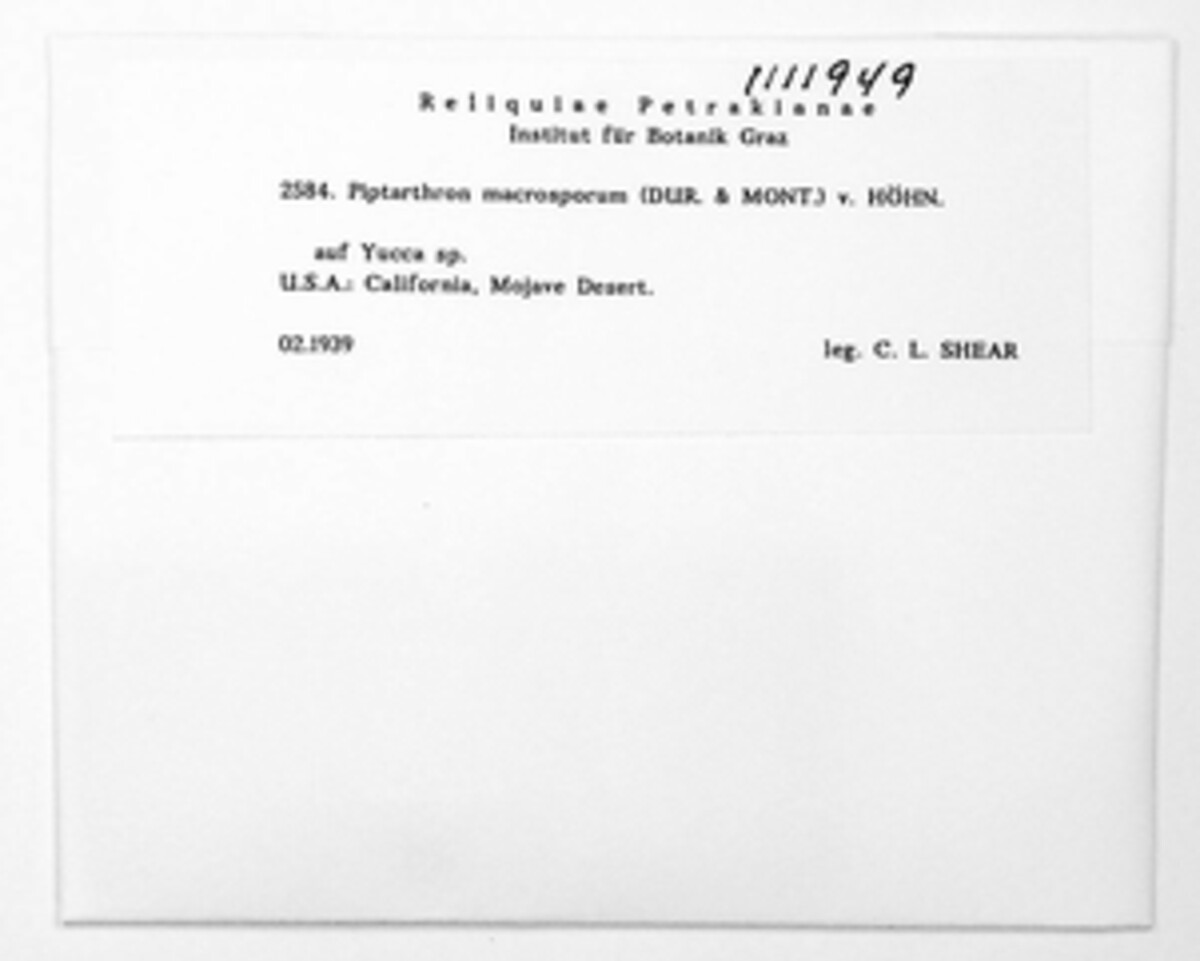 1111949
Reliquiae Petrakianae
Institut für Botanik Graz
2584. Piptarthron macrosporum (DUR. & MONT.) v. HÖHN.
auf Yucca sp.
U.S.A.: California, Mojave Desert.
02.1939
leg. C. L. SHEAR